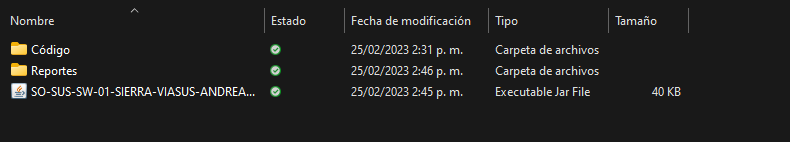 Nombre Estado Fecha de modificación Tipo Tamaño
Código 25/02/2023 2:31 p. m. Carpeta de archivos
Reportes 25/02/2023 2:46 p. m. Carpeta de archivos
SO-SUS-SW-01-SIERRA-VIASUS-ANDREA... 25/02/2023 2:45 p. m. Executable Jar File 40 KB